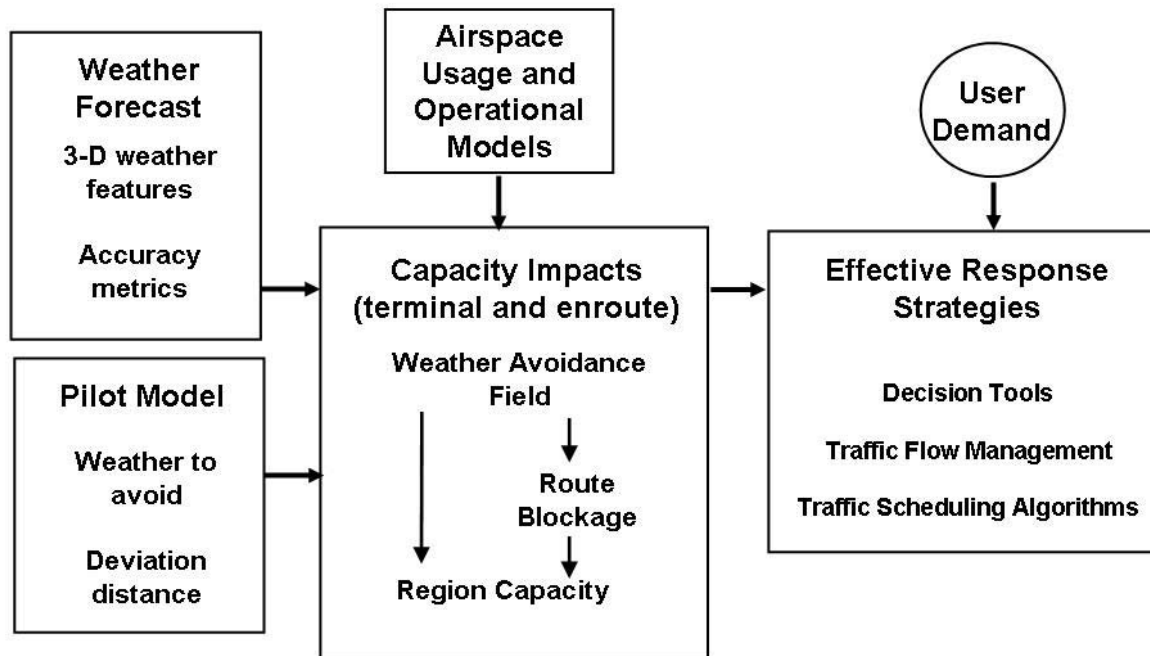 Weather
Forecast
3-D weather
features
Accuracy
metrics
Pilot Model
Weather to
avoid
Deviation
distance
Airspace
Usage and
Operational
Models
Capacity Impacts
(terminal and enroute)
Weather Avoidance
Field
Route
Blockage
Region Capacity
User
Demand
Effective Response
Strategies
Decision Tools
Traffic Flow Management
Traffic Scheduling Algorithms